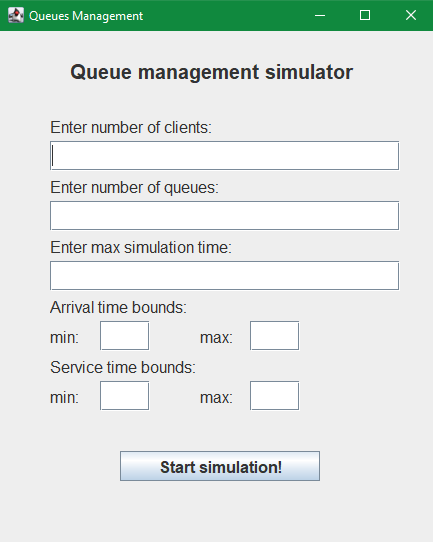 Queues Management
Queue management simulator
Enter number of clients:
Enter number of queues:
Enter max simulation time:
Arrival time bounds:
min: max:
Service time bounds:
min: max:
Start simulation!